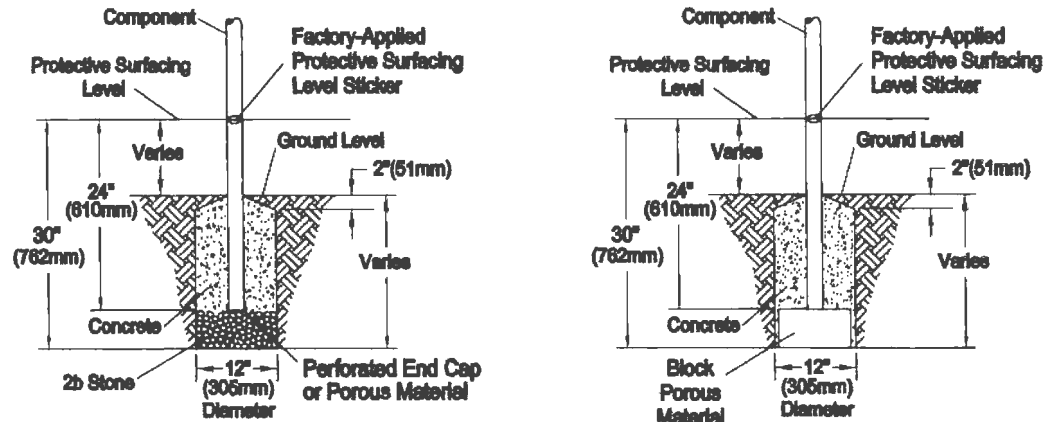 Component
Factory-Applied
Protective Surfacing
Level Sticker
Protective Surfacing
Level
Varies
Ground Level
2"(51mm)
24"
(610mm)
30"
(762mm)
Varies
Concrete
2b Stone
12"
(305mm)
Diameter
Perforated End Cap
or Porous Material
Component
Factory-Applied
Protective Surfacing
Level Sticker
Protective Surfacing
Level
Varies
Ground Level
2"(51mm)
24"
(610mm)
30"
(762mm)
Varies
Concrete
Block
Porous
Material
12"
(305mm)
Diameter